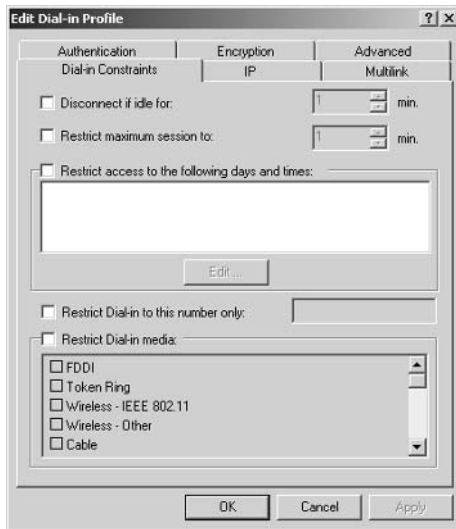 Edit Dial-in Profile
Authentication Encryption Advanced
Dial-in Constraints IP Multilink
Disconnect if idle for: 1 min.
Restrict maximum session to: 1 min.
Restrict access to the following days and times:
Edit ...
Restrict Dial-in to this number only:
Restrict Dial-in media:
FDDI
Token Ring
Wireless - IEEE 802.11
Wireless - Other
Cable
OK Cancel Apply